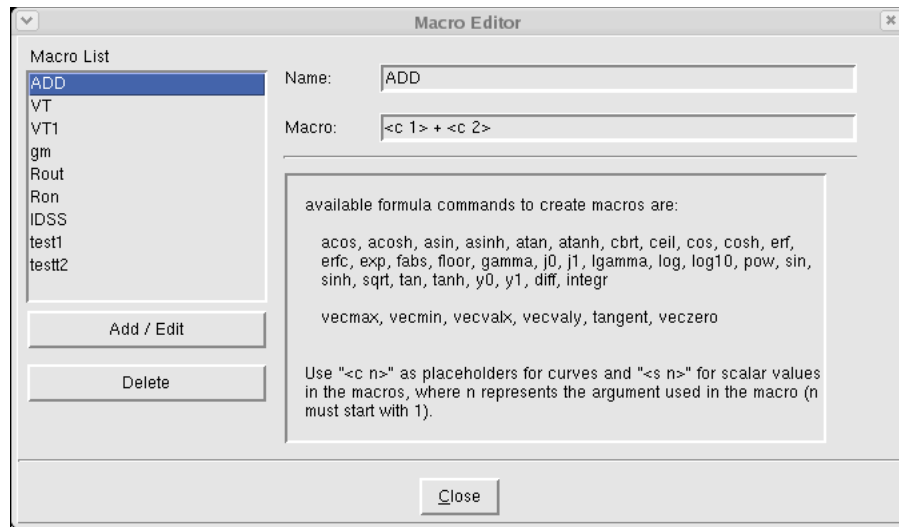 Macro Editor
Macro List
ADD
VT
VT1
gm
Rout
Ron
IDSS
test1
testt2
Add / Edit
Delete
Name:
ADD
Macro:
<c 1> + <c 2>
available formula commands to create macros are:
acos, acosh, asin, asinh, atan, atanh, cbrt, ceil, cos, cosh, erf,
erfc, exp, fabs, floor, gamma, j0, j1, lgamma, log, log10, pow, sin,
sinh, sqrt, tan, tanh, y0, y1, diff, integr
vecmax, vecmin, vecvalx, vecvaly, tangent, veczero
Use "<c n>" as placeholders for curves and "<s n>" for scalar values
in the macros, where n represents the argument used in the macro (n
must start with 1).
Close